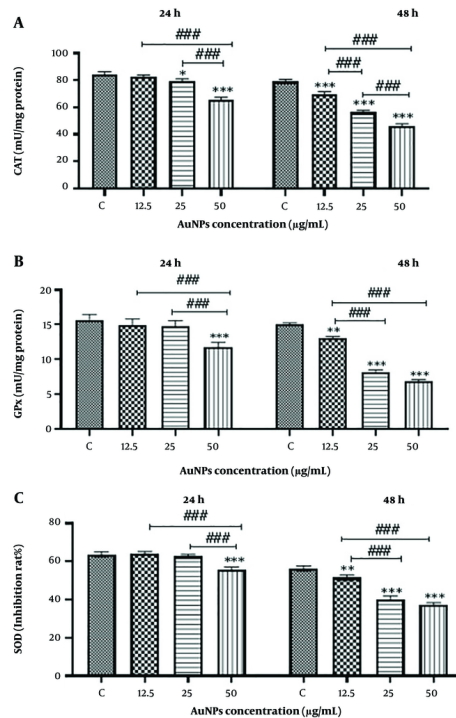 A
24 h
48 h
###
###
###
###
###
*
***
***
***
***
CAT (mU/mg protein)
100
80
60
40
20
0
C 12.5 25 50 C 12.5 25 50
AuNPs concentration (µg/mL)
B
24 h
48 h
###
###
###
###
***
**
***
***
GPx (mU/mg protein)
20
15
10
5
0
C 12.5 25 50 C 12.5 25 50
AuNPs concentration (µg/mL)
C
24 h
48 h
###
###
###
###
***
**
***
***
SOD (Inhibition rat%)
80
60
40
20
0
C 12.5 25 50 C 12.5 25 50
AuNPs concentration (µg/mL)